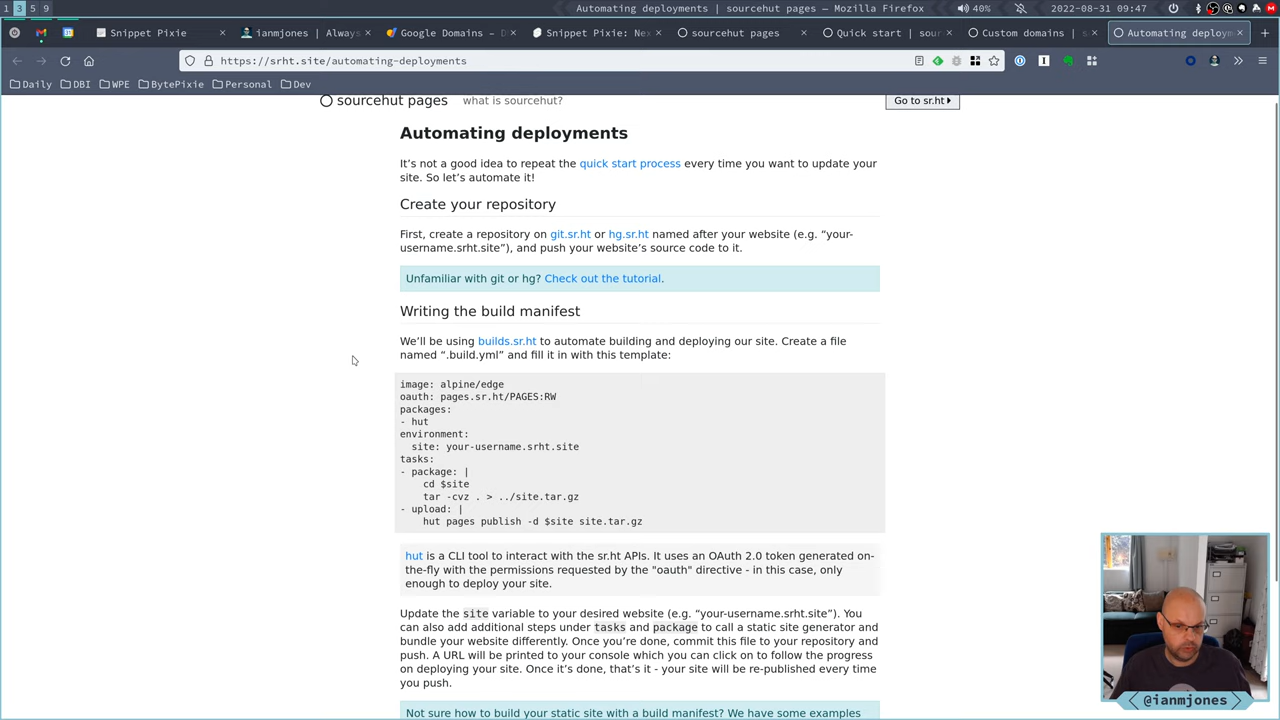 1 3 5 9
Automating deployments | sourcehut pages — Mozilla Firefox
40%
2022-08-31 09:47
Snippet Pixie
ianmjones | Always
Google Domains – D
Snippet Pixie: Ne
sourcehut pages
Quick start | sour
Custom domains | s
Automating deploym
https://srht.site/automating-deployments
Daily DBI WPE BytePixie Personal Dev
sourcehut pages what is sourcehut?
Go to sr.ht
Automating deployments
It’s not a good idea to repeat the quick start process every time you want to update your
site. So let’s automate it!
Create your repository
First, create a repository on git.sr.ht or hg.sr.ht named after your website (e.g. “your-
username.srht.site”), and push your website’s source code to it.
Unfamiliar with git or hg? Check out the tutorial.
Writing the build manifest
We’ll be using builds.sr.ht to automate building and deploying our site. Create a file
named “.build.yml” and fill it in with this template:
image: alpine/edge
oauth: pages.sr.ht/PAGES:RW
packages:
- hut
environment:
site: your-username.srht.site
tasks:
- package: |
cd $site
tar -cvz . > ../site.tar.gz
- upload: |
hut pages publish -d $site site.tar.gz
hut is a CLI tool to interact with the sr.ht APIs. It uses an OAuth 2.0 token generated on-
the-fly with the permissions requested by the "oauth" directive - in this case, only
enough to deploy your site.
Update the site variable to your desired website (e.g. “your-username.srht.site”). You
can also add additional steps under tasks and package to call a static site generator and
bundle your website differently. Once you’re done, commit this file to your repository and
push. A URL will be printed to your console which you can click on to follow the progress
on deploying your site. Once it’s done, that’s it - your site will be re-published every time
you push.
Not sure how to build your static site with a build manifest? We have some examples
@ianmjones